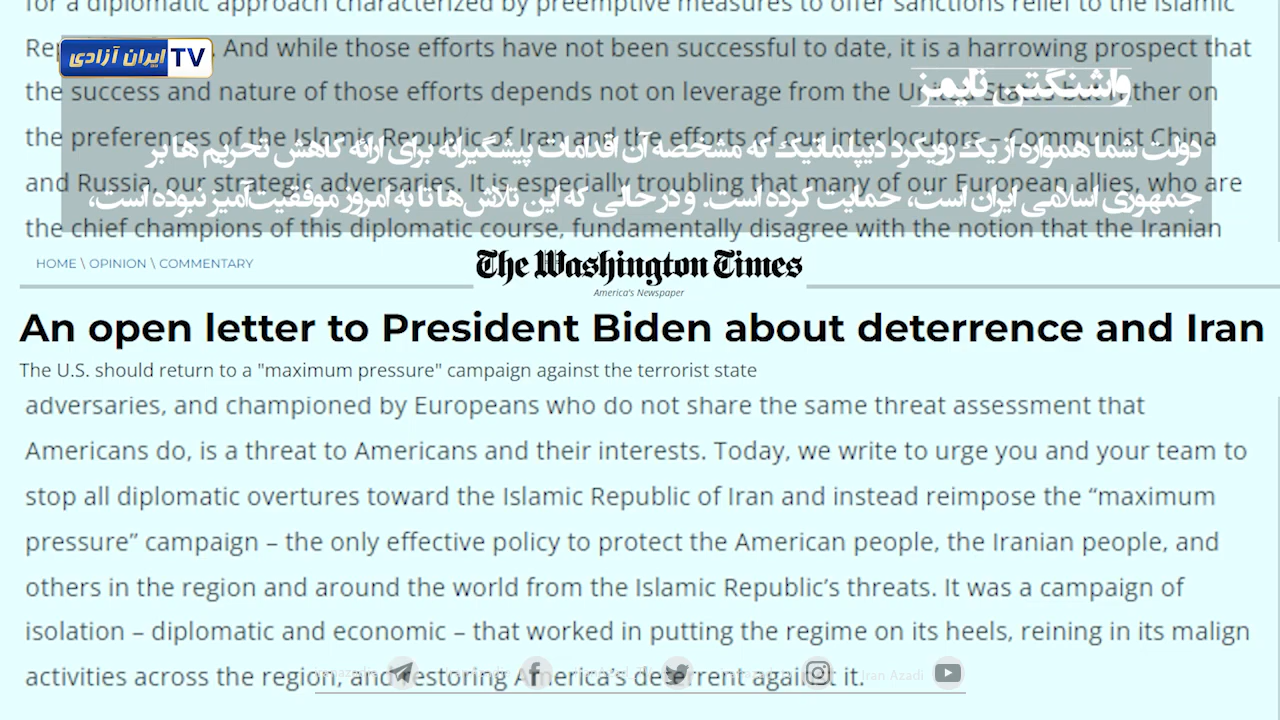 for a diplomatic approach characterized by preemptive measures to offer sanctions relief to the Islamic
And while those efforts have not been successful to date, it is a harrowing prospect that
ایران آزادی TV
واشنگتن تایمز
the success and nature of those efforts depends not on leverage from the United States but rather on
the preferences of the Islamic Republic of Iran and the efforts of our interlocutors – Communist China
دولت شما همواره از یک رویکرد دیپلماتیک که مشخصه آن اقدامات پیشگیرانه برای ارائه کاهش تحریم ها بر
and Russia, our strategic adversaries. It is especially troubling that many of our European allies, who are
جمهوری اسلامی ایران است، حمایت کرده است. و در حالی که این تلاش‌ها تا به امروز موفقیت‌آمیز نبوده است،
the chief champions of this diplomatic course, fundamentally disagree with the notion that the Iranian
HOME \ OPINION \ COMMENTARY
The Washington Times
America's Newspaper
An open letter to President Biden about deterrence and Iran
The U.S. should return to a "maximum pressure" campaign against the terrorist state
adversaries, and championed by Europeans who do not share the same threat assessment that
Americans do, is a threat to Americans and their interests. Today, we write to urge you and your team to
stop all diplomatic overtures toward the Islamic Republic of Iran and instead reimpose the “maximum
pressure” campaign – the only effective policy to protect the American people, the Iranian people, and
others in the region and around the world from the Islamic Republic’s threats. It was a campaign of
isolation – diplomatic and economic – that worked in putting the regime on its heels, reining in its malign
activities across the region, and restoring America’s deterrent against it.
Iran Azadi